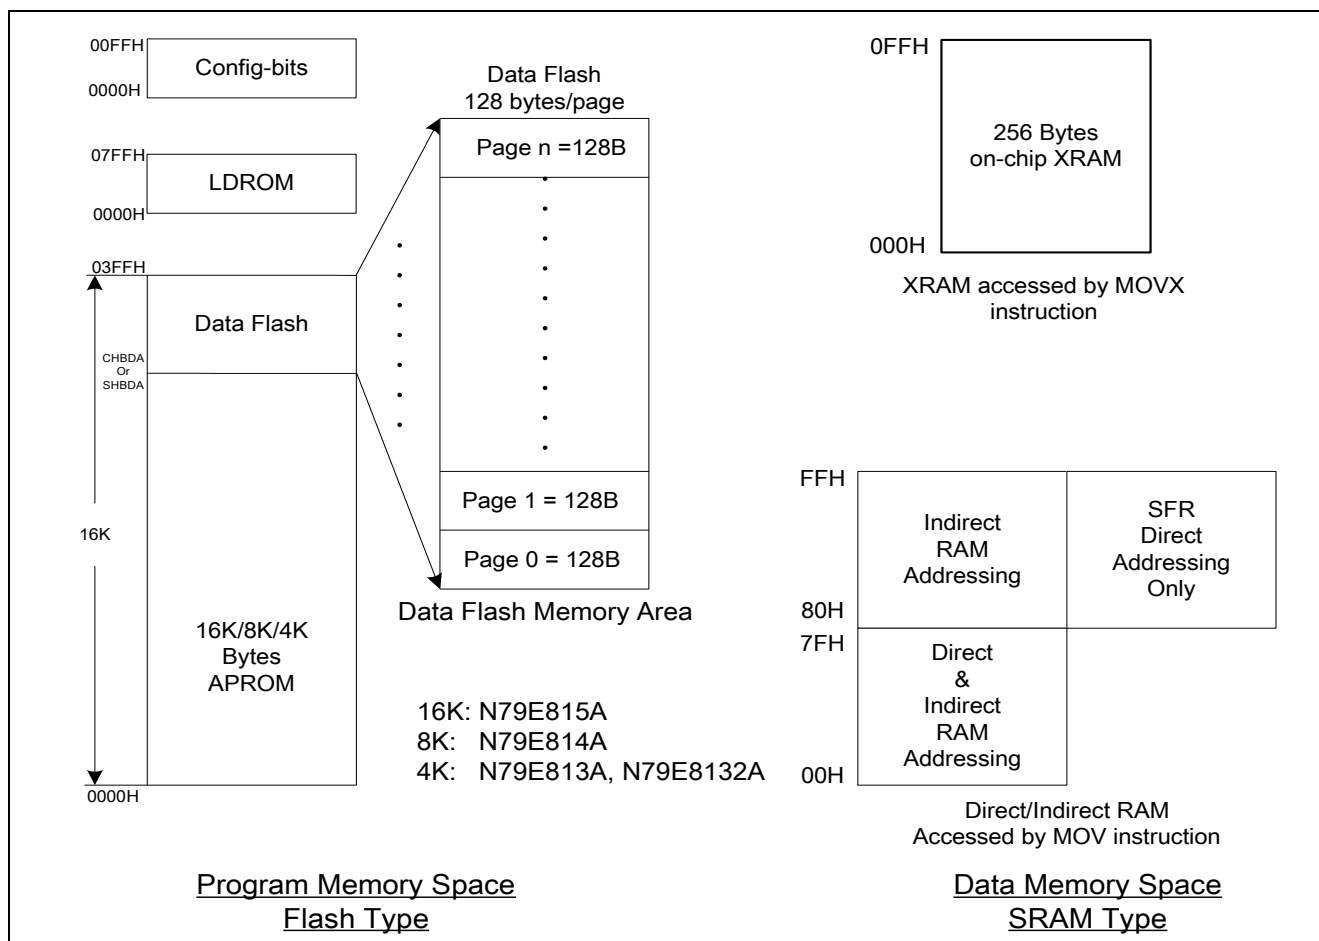 00FFH
Config-bits
0000H
07FFH
LDROM
0000H
03FFH
Data Flash
CHBDA
Or
SHBDA
16K
16K/8K/4K
Bytes
APROM
0000H
Data Flash
128 bytes/page
Page n =128B
Page 1 = 128B
Page 0 = 128B
Data Flash Memory Area
16K: N79E815A
8K: N79E814A
4K: N79E813A, N79E8132A
Program Memory Space
Flash Type
0FFH
256 Bytes
on-chip XRAM
000H
XRAM accessed by MOVX
instruction
FFH
Indirect
RAM
Addressing
SFR
Direct
Addressing
Only
80H
7FH
Direct
&
Indirect
RAM
Addressing
00H
Direct/Indirect RAM
Accessed by MOV instruction
Data Memory Space
SRAM Type